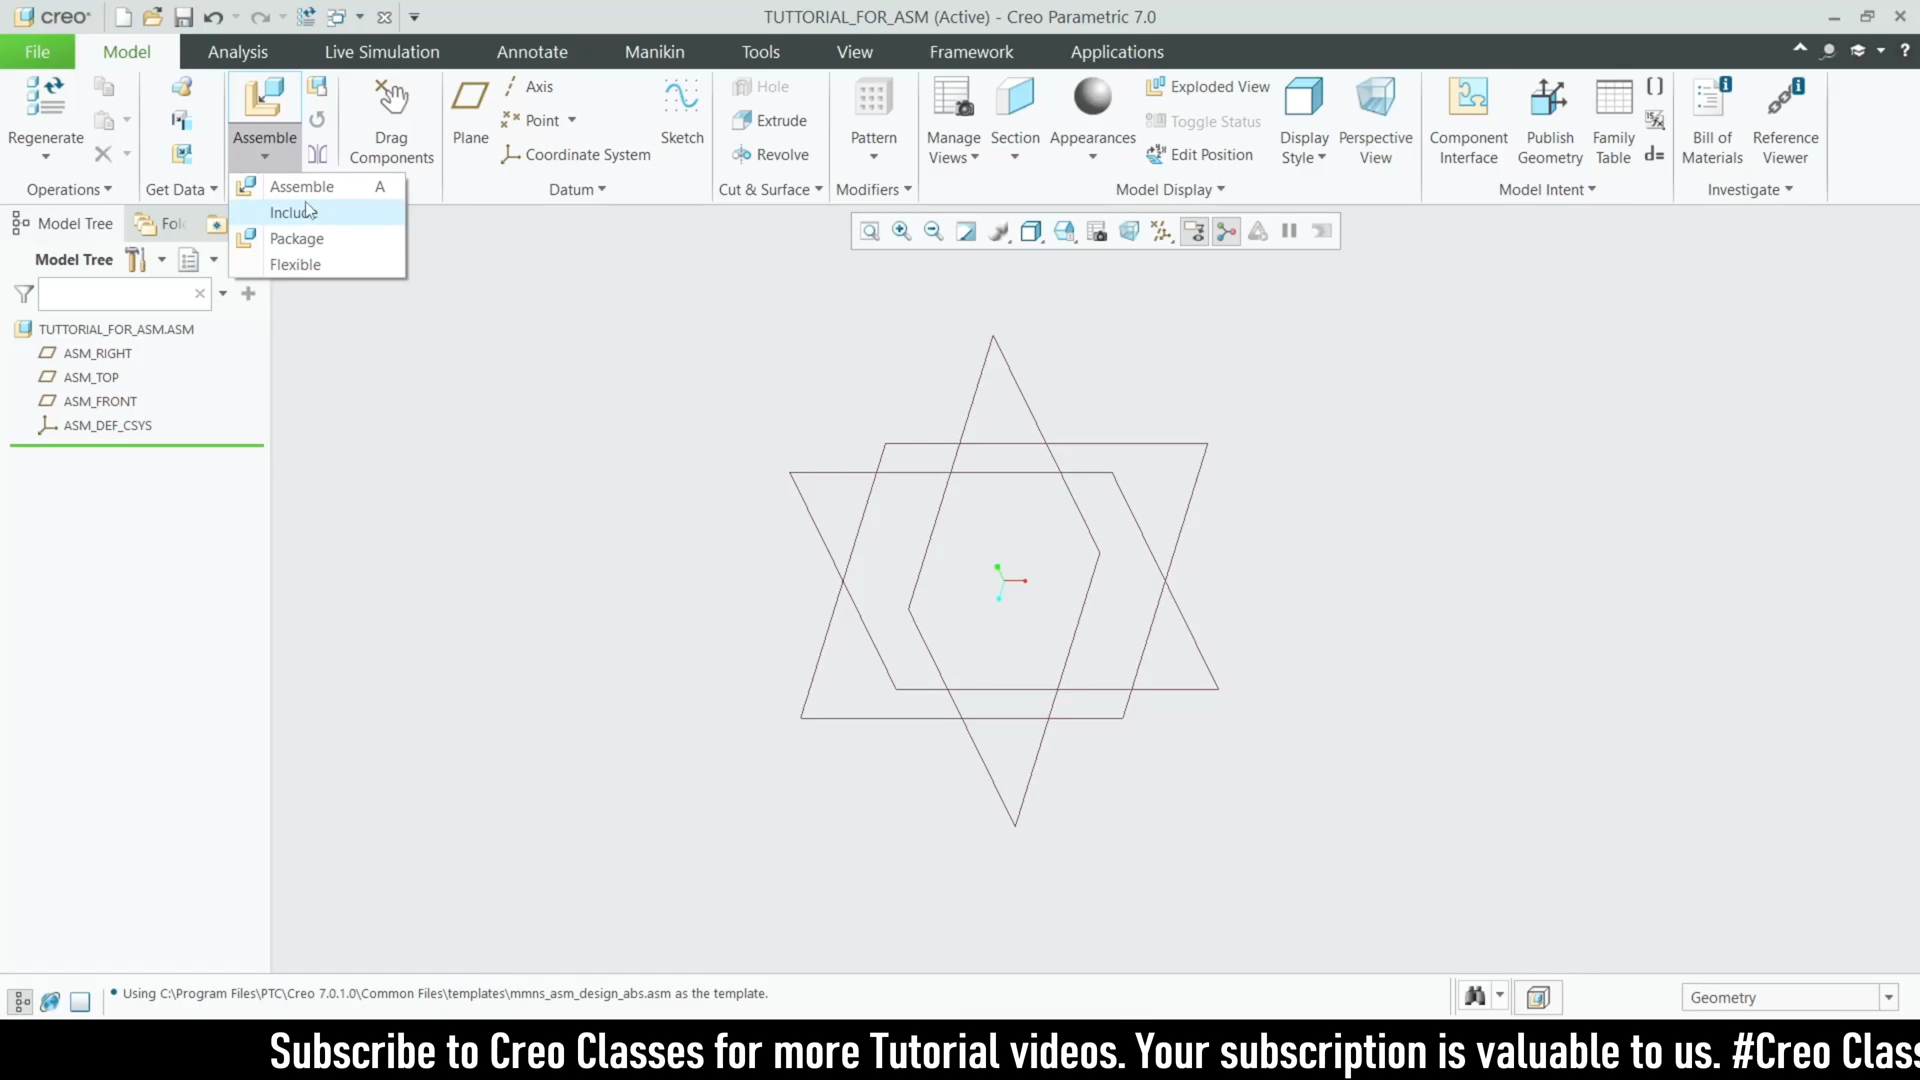 creo
TUTTORIAL_FOR_ASM (Active) - Creo Parametric 7.0
File
Model
Analysis
Live Simulation
Annotate
Manikin
Tools
View
Framework
Applications
Regenerate
Operations
Get Data
Assemble
Drag
Components
Plane
Axis
Point
Coordinate System
Sketch
Datum
Hole
Extrude
Revolve
Cut & Surface
Pattern
Modifiers
Manage
Views
Section
Appearances
Exploded View
Toggle Status
Edit Position
Display
Style
Perspective
View
Model Display
Component
Interface
Publish
Geometry
Family
Table
d=
Model Intent
Bill of
Materials
Reference
Viewer
Investigate
Assemble A
Include
Package
Flexible
Model Tree
Fol
Model Tree
TUTTORIAL_FOR_ASM.ASM
ASM_RIGHT
ASM_TOP
ASM_FRONT
ASM_DEF_CSYS
Using C:\Program Files\PTC\Creo 7.0.1.0\Common Files\templates\mmns_asm_design_abs.asm as the template.
Geometry
Subscribe to Creo Classes for more Tutorial videos. Your subscription is valuable to us. #Creo Class